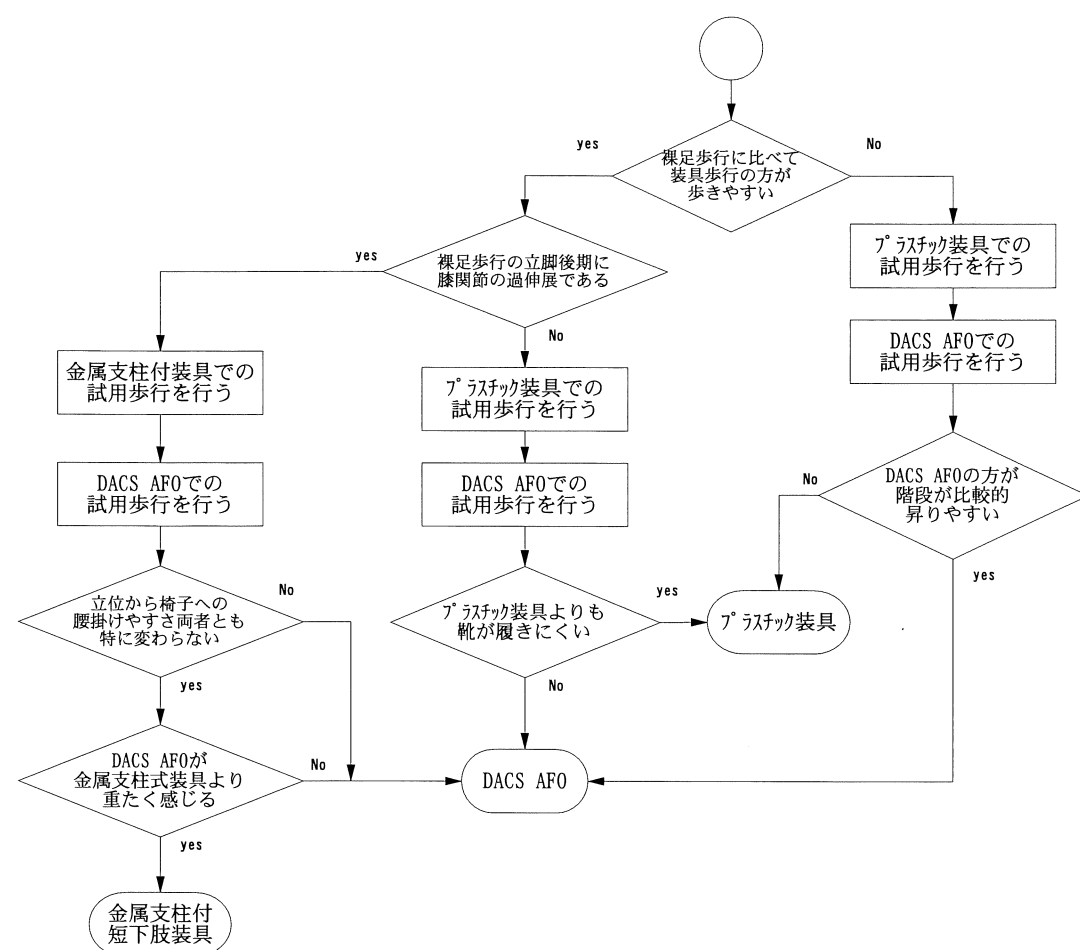 yes
No
裸足歩行に比べて
装具歩行の方が
歩きやすい
yes
裸足歩行の立脚後期に
膝関節の過伸展である
No
プラスチック装具での
試用歩行を行う
DACS AFOでの
試用歩行を行う
金属支柱付装具での
試用歩行を行う
プラスチック装具での
試用歩行を行う
DACS AFOでの
試用歩行を行う
DACS AFOでの
試用歩行を行う
No
DACS AFOの方が
階段が比較的
昇りやすい
yes
立位から椅子への
腰掛けやすさ両者とも
特に変わらない
No
yes
プラスチック装具よりも
靴が履きにくい
yes
No
プラスチック装具
DACS AFOが
金属支柱式装具より
重たく感じる
No
yes
DACS AFO
金属支柱付
短下肢装具